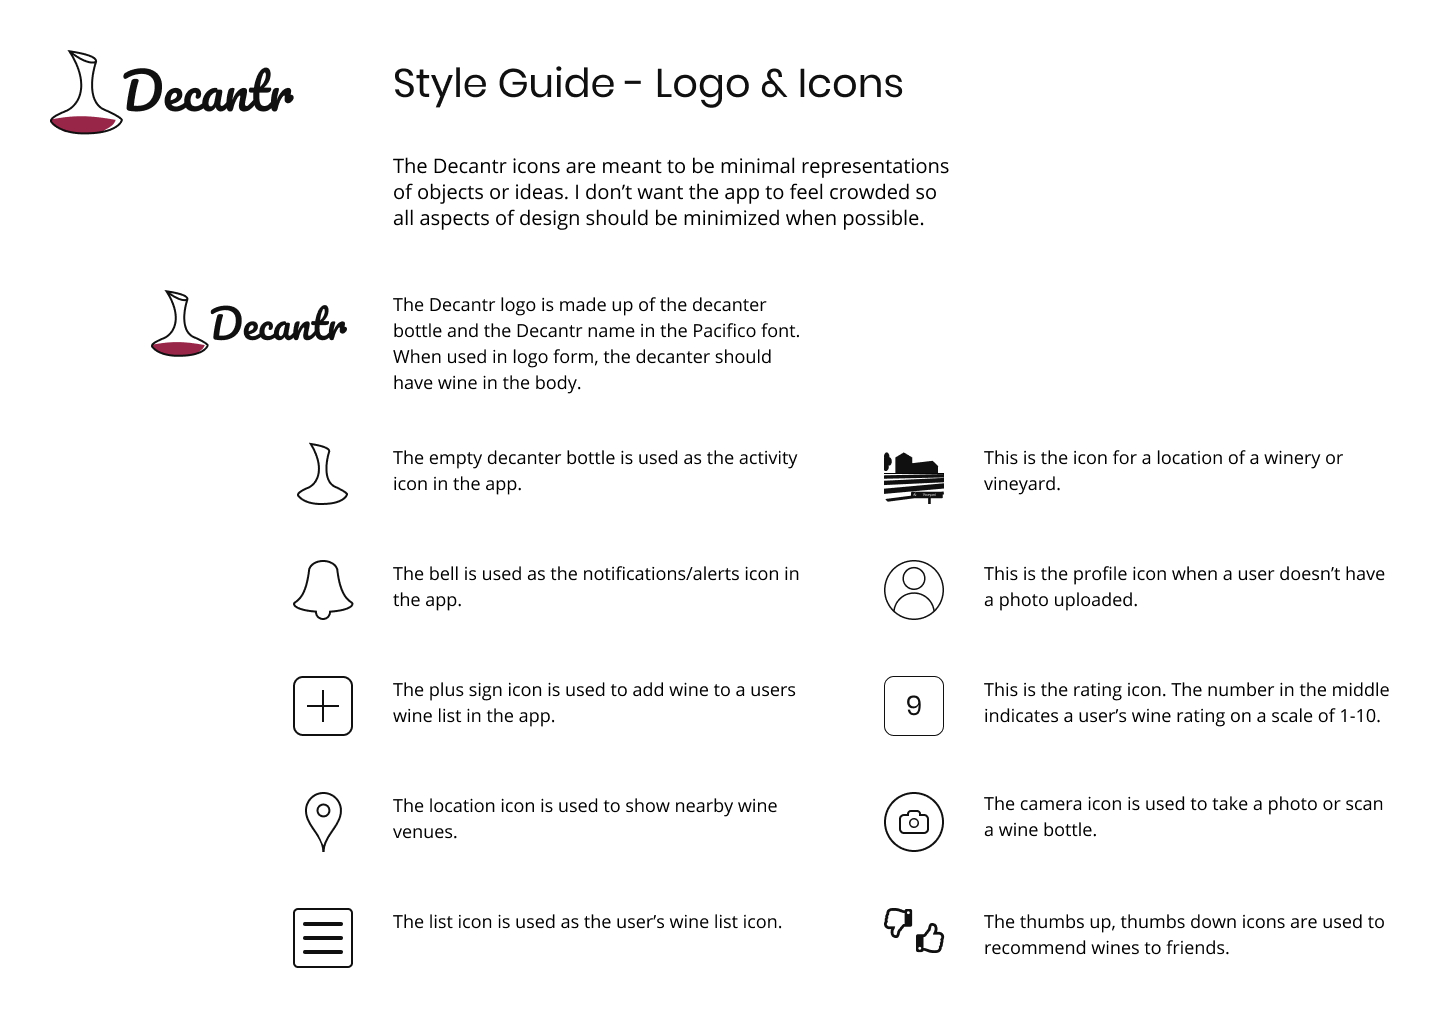 Decantr
Style Guide - Logo & Icons
The Decantr icons are meant to be minimal representations
of objects or ideas. I don’t want the app to feel crowded so
all aspects of design should be minimized when possible.
Decantr
The Decantr logo is made up of the decanter
bottle and the Decantr name in the Pacifico font.
When used in logo form, the decanter should
have wine in the body.
The empty decanter bottle is used as the activity
icon in the app.
The bell is used as the notifications/alerts icon in
the app.
The plus sign icon is used to add wine to a users
wine list in the app.
The location icon is used to show nearby wine
venues.
The list icon is used as the user’s wine list icon.
This is the icon for a location of a winery or
vineyard.
This is the profile icon when a user doesn’t have
a photo uploaded.
9
This is the rating icon. The number in the middle
indicates a user’s wine rating on a scale of 1-10.
The camera icon is used to take a photo or scan
a wine bottle.
The thumbs up, thumbs down icons are used to
recommend wines to friends.